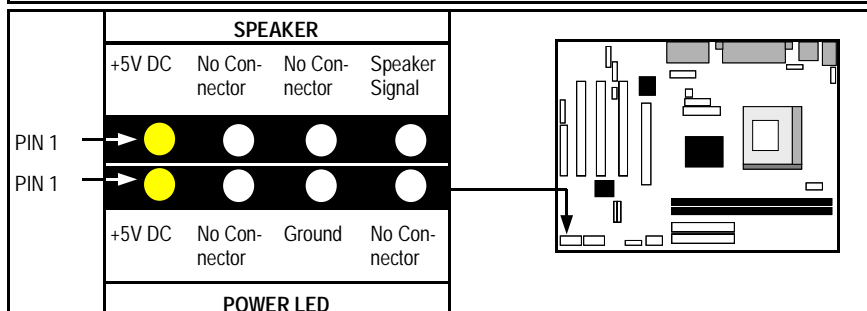 SPEAKER
+5V DC No Con- No Con- Speaker
nector nector Signal
PIN 1
PIN 1
+5V DC No Con- Ground No Con-
nector nector
POWER LED